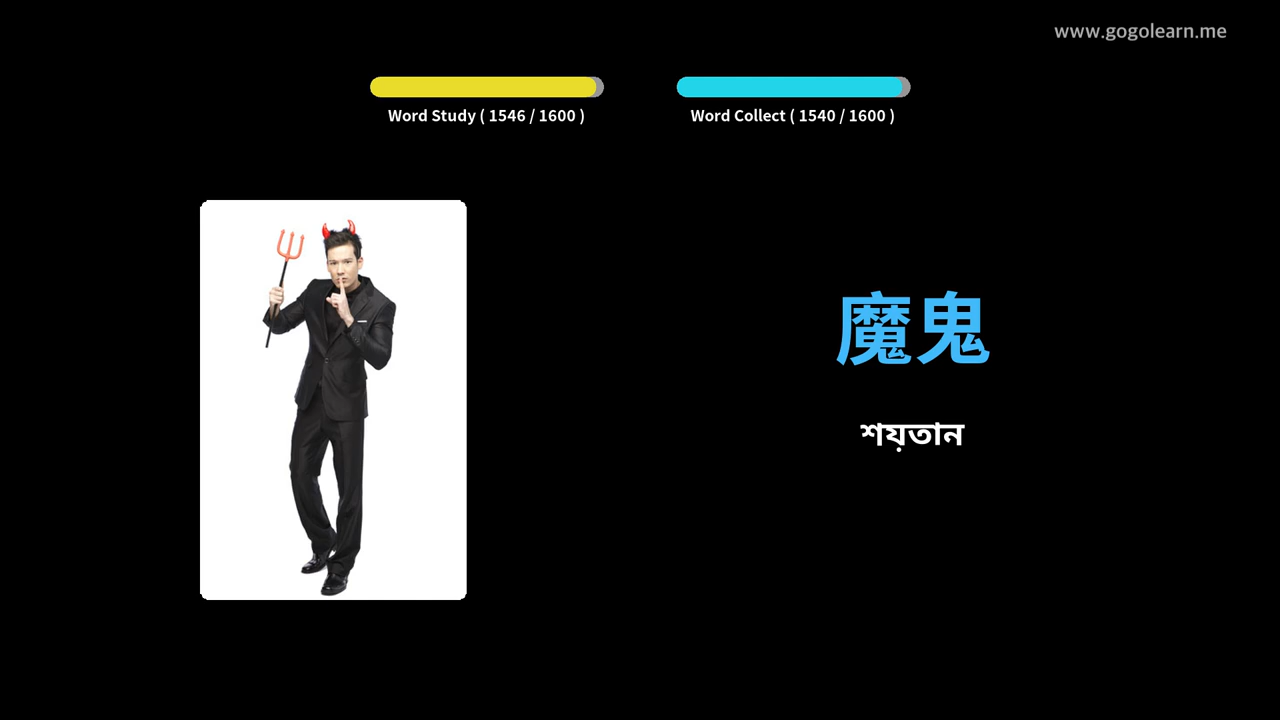 www.gogolearn.me
Word Study ( 1546 / 1600 )
Word Collect ( 1540 / 1600 )
魔鬼
শয়তান